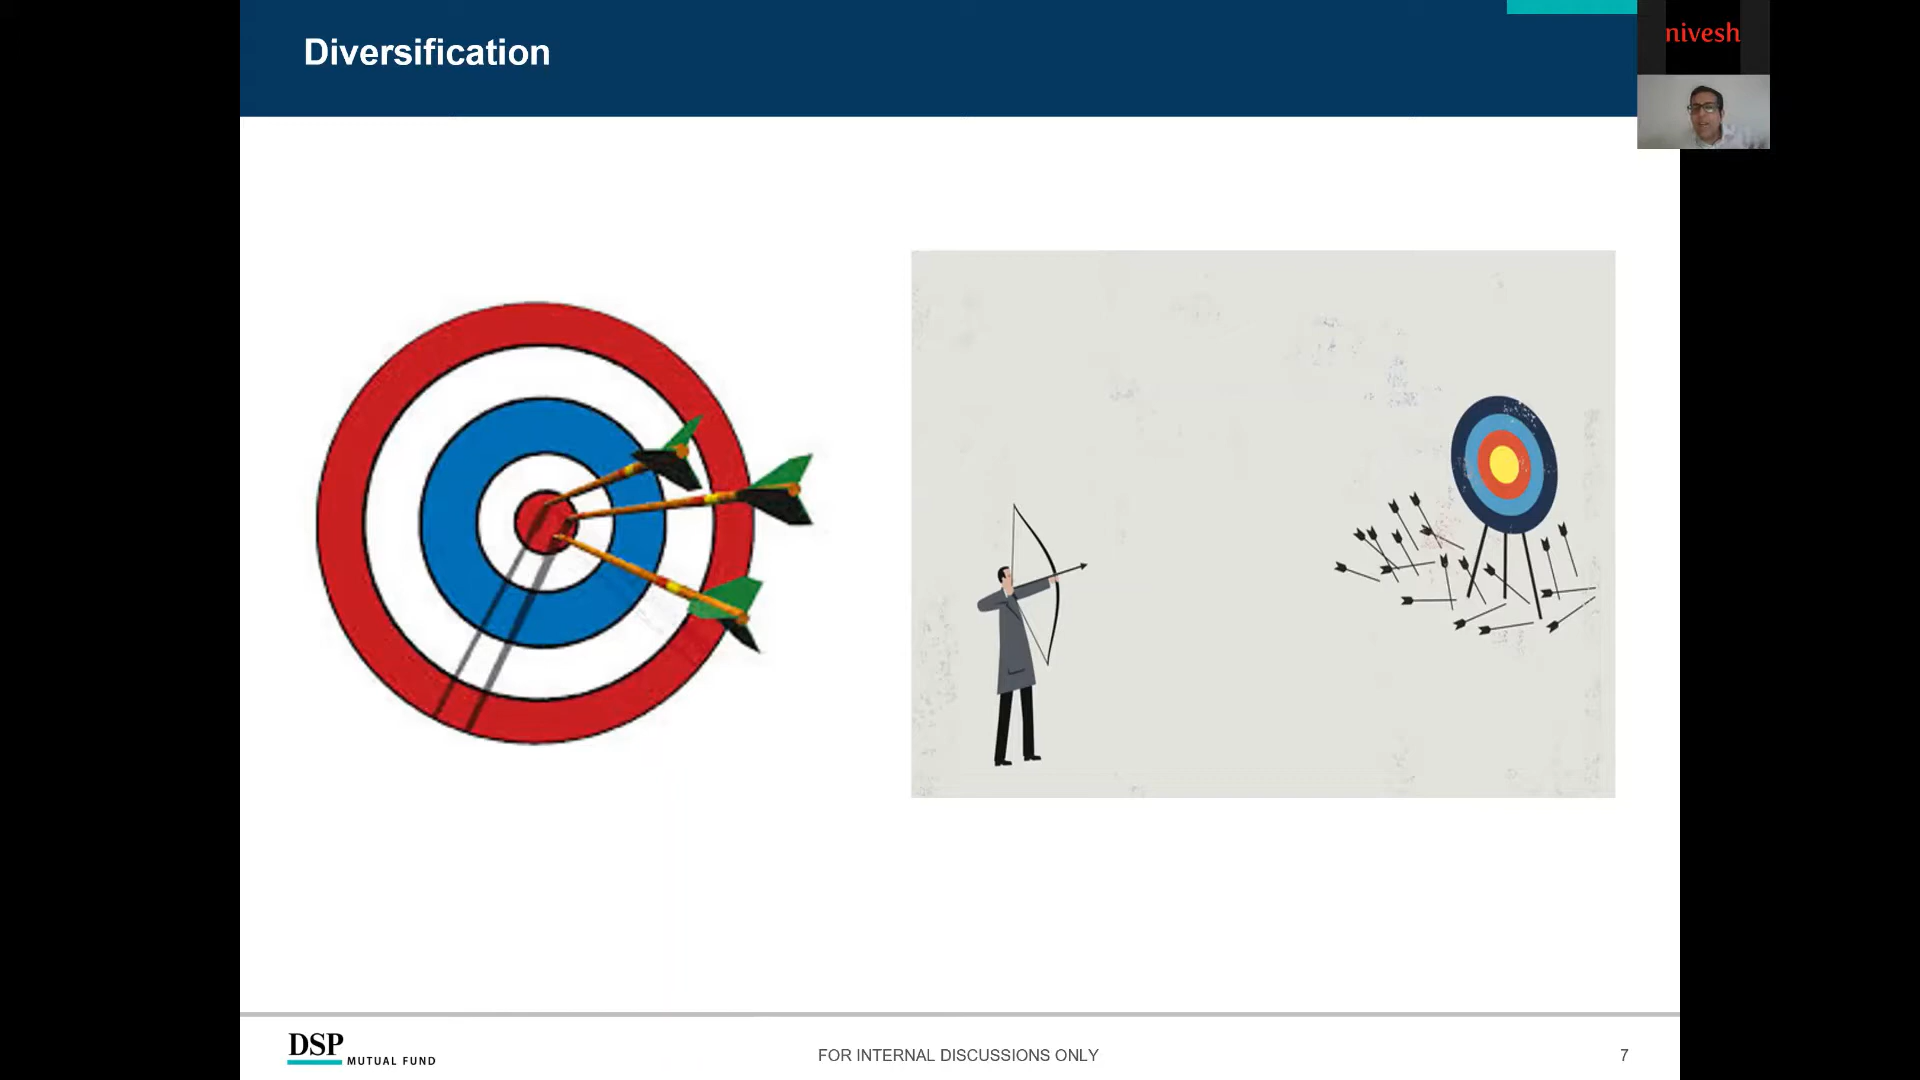 Diversification
nivesh
DSP
MUTUAL FUND
FOR INTERNAL DISCUSSIONS ONLY
7